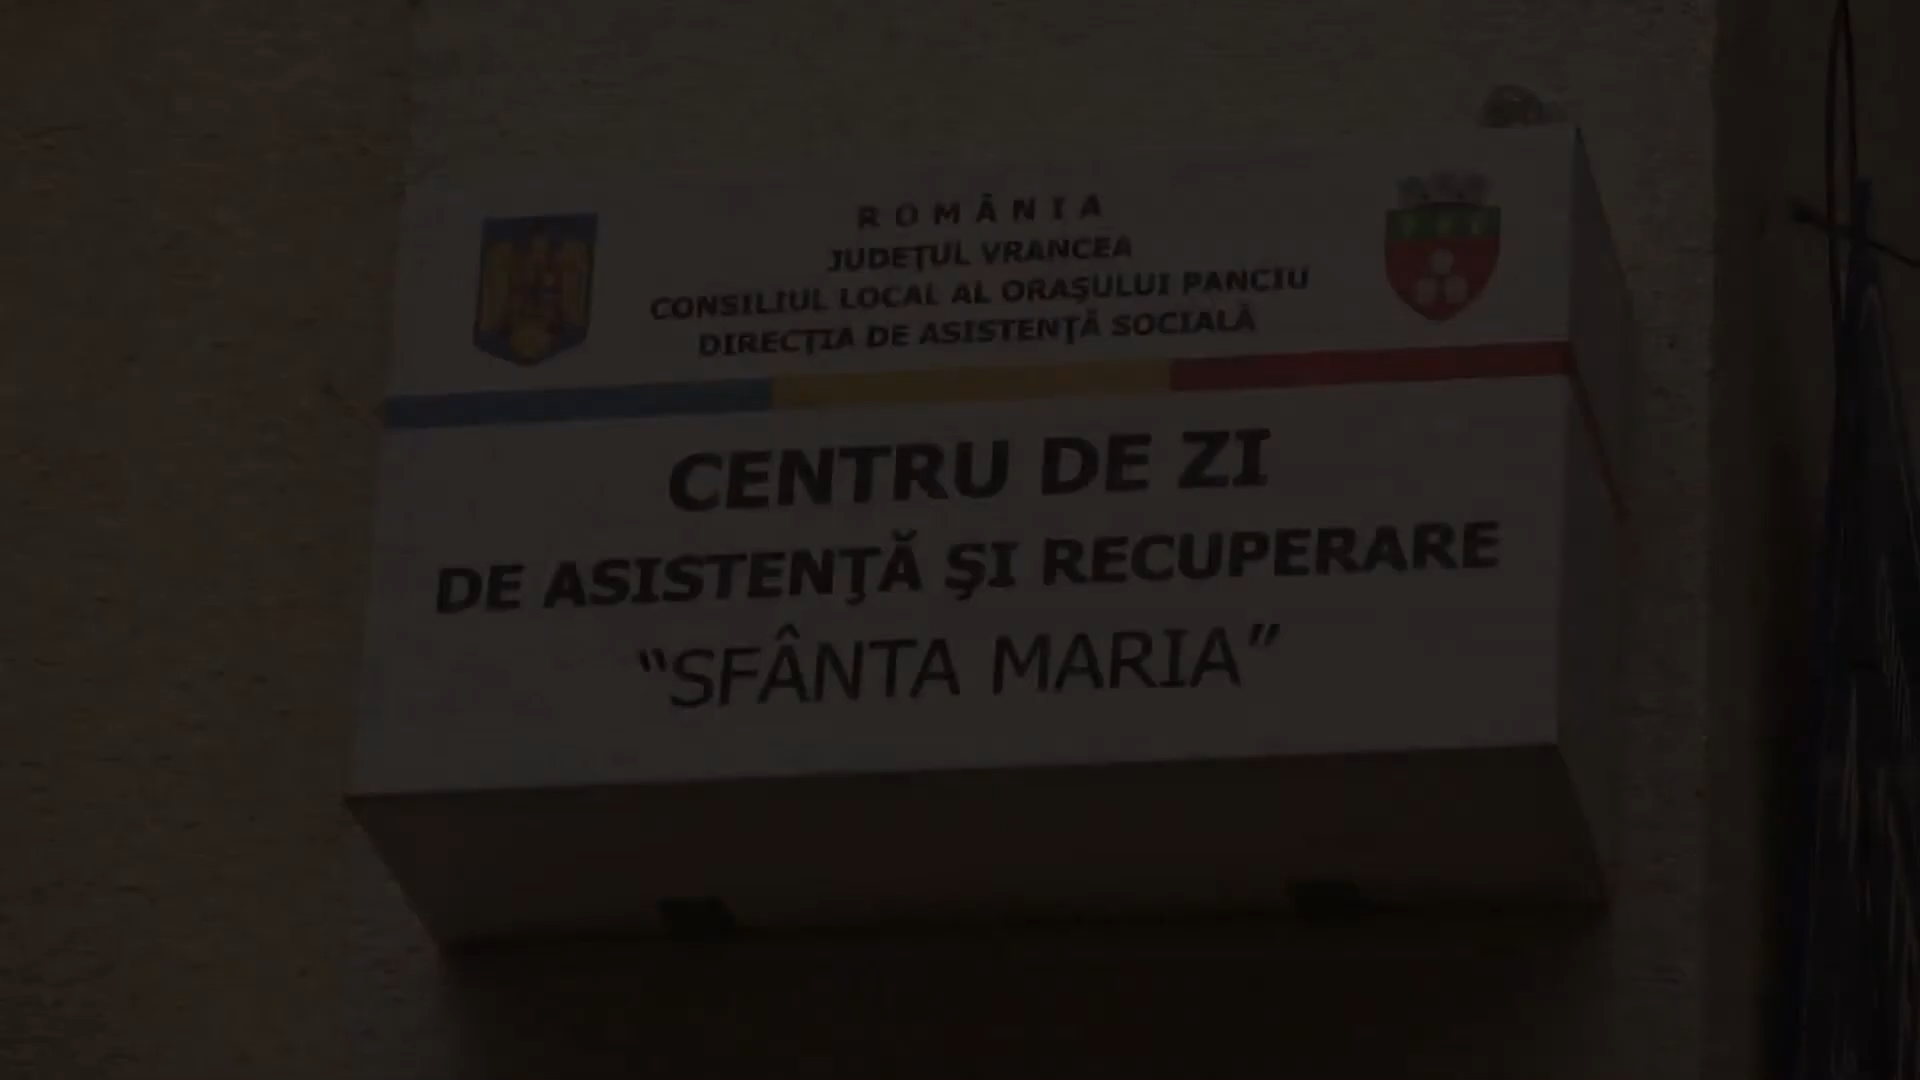 ROMÂNIA
JUDEŢUL VRANCEA
CONSILIUL LOCAL AL ORAŞULUI PANCIU
DIRECŢIA DE ASISTENŢĂ SOCIALĂ
CENTRU DE ZI
DE ASISTENŢĂ ŞI RECUPERARE
“SFÂNTA MARIA”